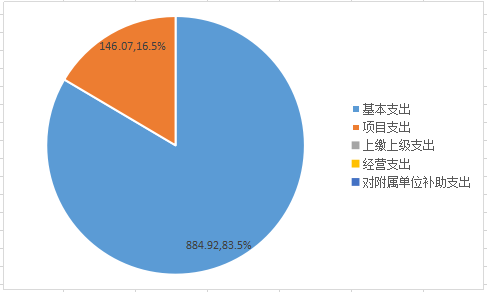 146.07,16.5%
884.92,83.5%
基本支出
项目支出
上缴上级支出
经营支出
对附属单位补助支出